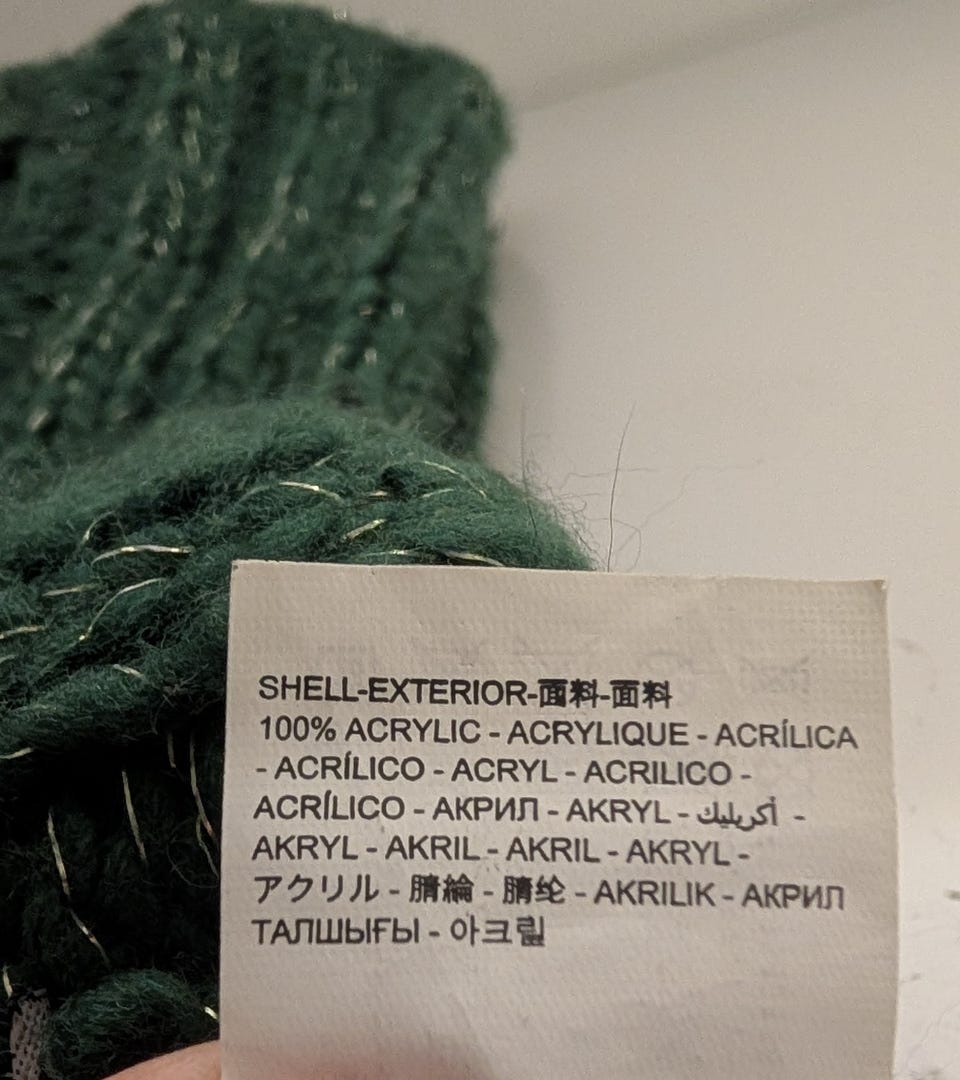 SHELL-EXTERIOR-面料-面料
100% ACRYLIC - ACRYLIQUE - ACRÍLICA
- ACRÍLICO - ACRYL - ACRILICO -
ACRÍLICO - АКРИЛ - AKRYL - أكريليك -
AKRYL - AKRIL - AKRIL - AKRYL -
アクリル - 腈綸 - 腈纶 - AKRILIK - АКРИЛ
ТАЛШЫҒЫ - 아크릴